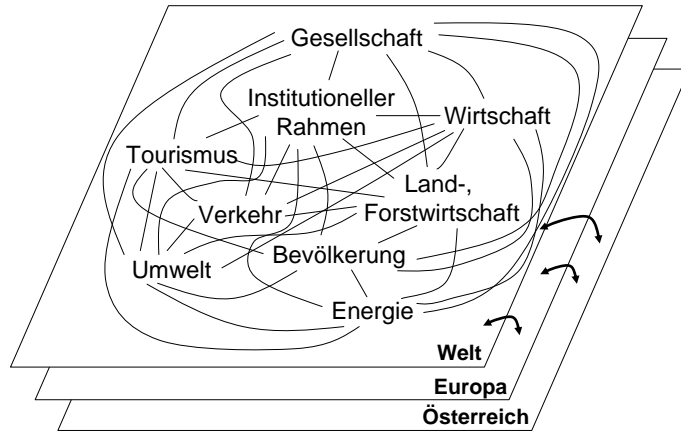 Gesellschaft
Institutioneller
Rahmen
Wirtschaft
Tourismus
Land-,
Forstwirtschaft
Verkehr
Bevölkerung
Umwelt
Energie
Welt
Europa
Österreich